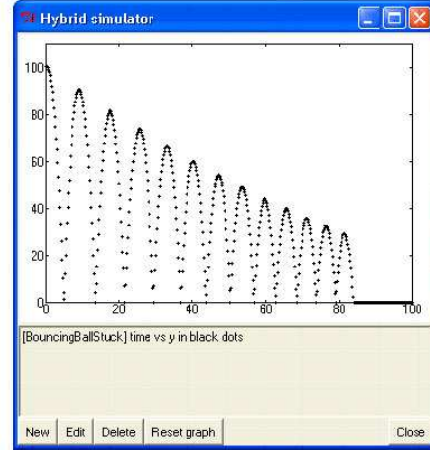 Hybrid simulator
100
80
60
40
20
0
0 20 40 60 80 100
[BouncingBallStuck] time vs y in black dots
New Edit Delete Reset graph Close